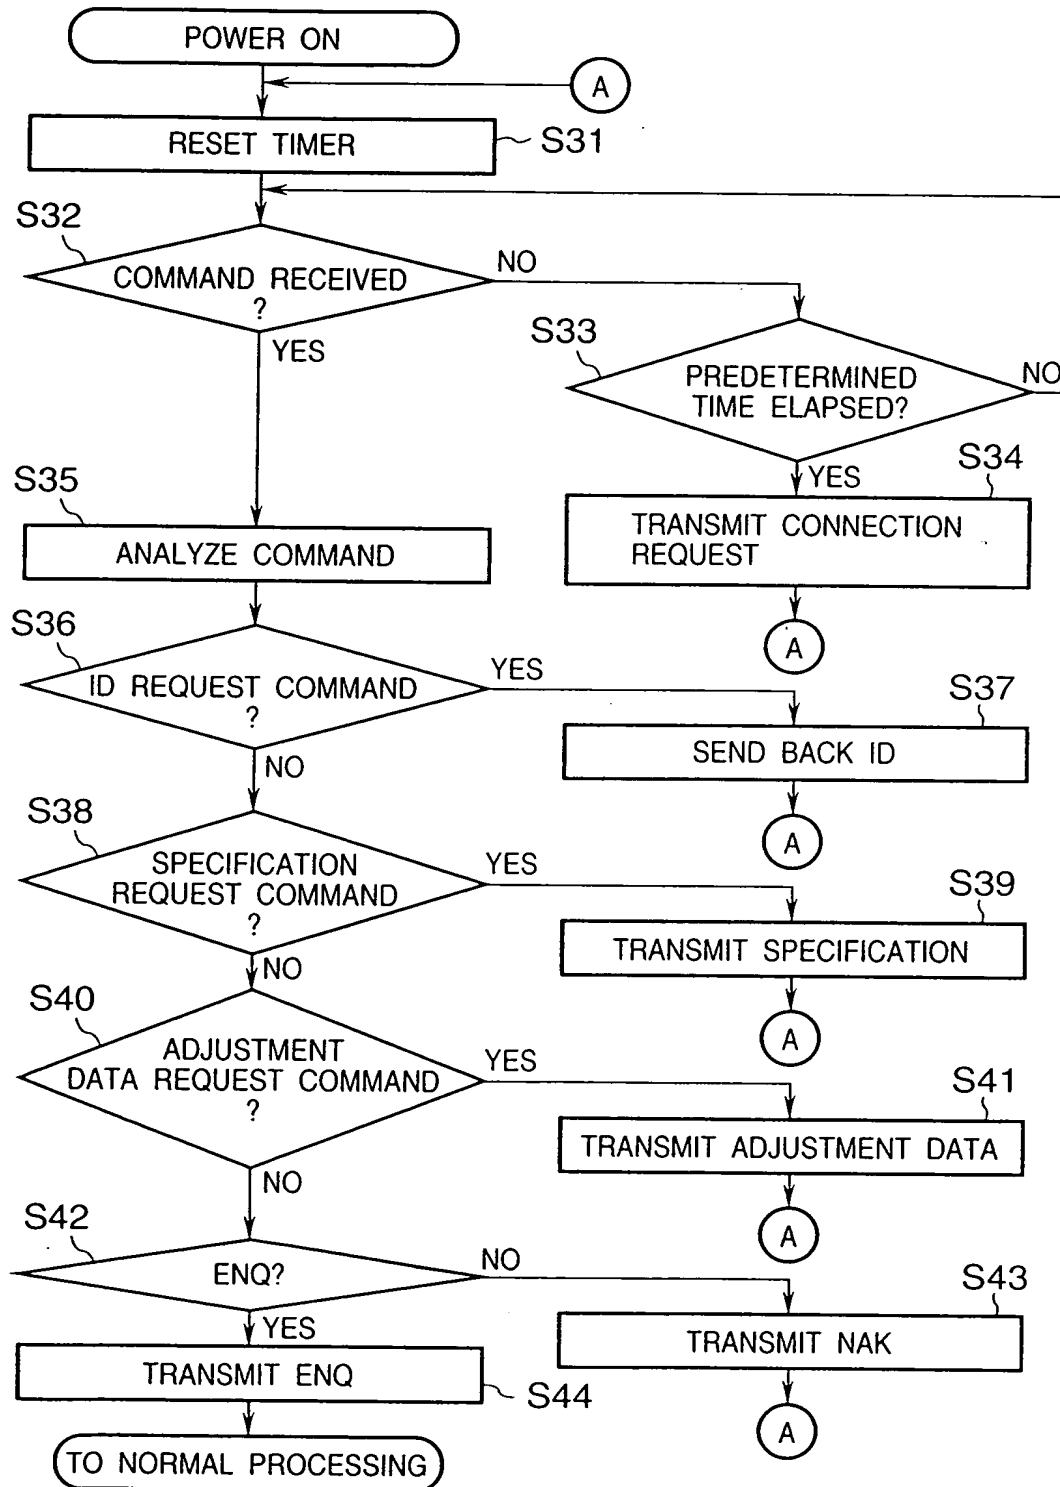 POWER ON
A
RESET TIMER
S31
S32
COMMAND RECEIVED
?
NO
YES
S33
PREDETERMINED
TIME ELAPSED?
NO
YES
S34
TRANSMIT CONNECTION
REQUEST
A
S35
ANALYZE COMMAND
S36
ID REQUEST COMMAND
?
YES
NO
S37
SEND BACK ID
A
S38
SPECIFICATION
REQUEST COMMAND
?
YES
NO
S39
TRANSMIT SPECIFICATION
A
S40
ADJUSTMENT
DATA REQUEST COMMAND
?
YES
NO
S41
TRANSMIT ADJUSTMENT DATA
A
S42
ENQ?
NO
YES
S43
TRANSMIT NAK
A
TRANSMIT ENQ
S44
TO NORMAL PROCESSING